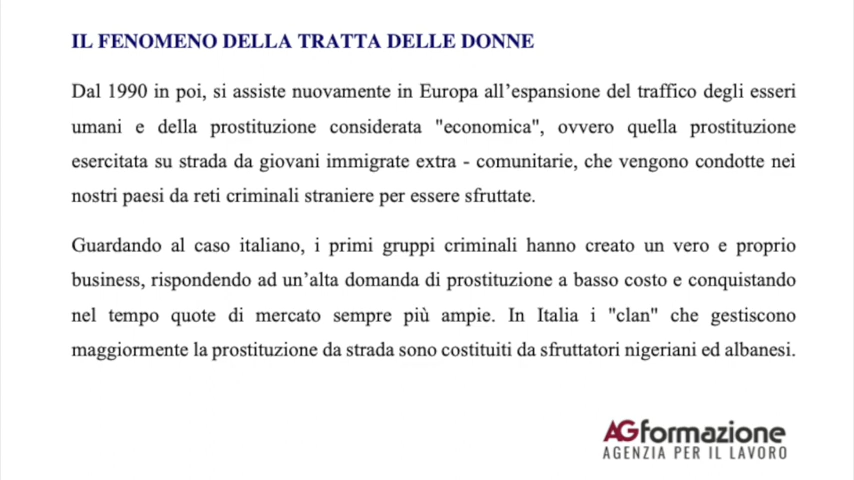 IL FENOMENO DELLA TRATTA DELLE DONNE
Dal 1990 in poi, si assiste nuovamente in Europa all’espansione del traffico degli esseri
umani e della prostituzione considerata "economica", ovvero quella prostituzione
esercitata su strada da giovani immigrate extra - comunitarie, che vengono condotte nei
nostri paesi da reti criminali straniere per essere sfruttate.
Guardando al caso italiano, i primi gruppi criminali hanno creato un vero e proprio
business, rispondendo ad un’alta domanda di prostituzione a basso costo e conquistando
nel tempo quote di mercato sempre più ampie. In Italia i "clan" che gestiscono
maggiormente la prostituzione da strada sono costituiti da sfruttatori nigeriani ed albanesi.
AGformazione
AGENZIA PER IL LAVORO